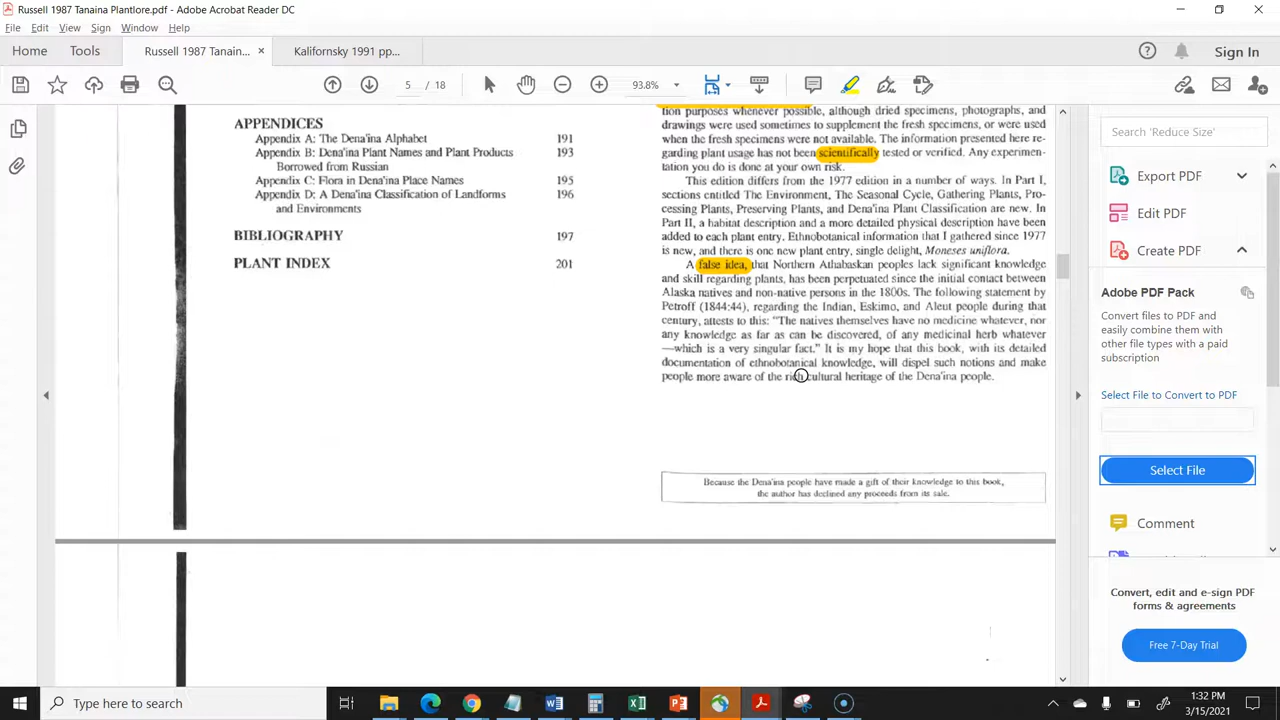 Russell 1987 Tanaina Plantlore.pdf - Adobe Acrobat Reader DC
File Edit View Sign Window Help
Home Tools Russell 1987 Tanain... × Kalifornsky 1991 pp... Sign In
5 / 18 93.8%
APPENDICES
Appendix A: The Dena'ina Alphabet 191
Appendix B: Dena'ina Plant Names and Plant Products 193
Borrowed from Russian
Appendix C: Flora in Dena'ina Place Names 195
Appendix D: A Dena'ina Classification of Landforms 196
and Environments
BIBLIOGRAPHY 197
PLANT INDEX 201
tion purposes whenever possible, although dried specimens, photographs, and
drawings were used sometimes to supplement the fresh specimens, or were used
when the fresh specimens were not available. The information presented here re-
garding plant usage has not been scientifically tested or verified. Any experimen-
tation you do is done at your own risk.
This edition differs from the 1977 edition in a number of ways. In Part I,
sections entitled The Environment, The Seasonal Cycle, Gathering Plants, Pro-
cessing Plants, Preserving Plants, and Dena'ina Plant Classification are new. In
Part II, a habitat description and a more detailed physical description have been
added to each plant entry. Ethnobotanical information that I gathered since 1977
is new, and there is one new plant entry, single delight, Moneses uniflora.
A false idea, that Northern Athabaskan peoples lack significant knowledge
and skill regarding plants, has been perpetuated since the initial contact between
Alaska natives and non-native persons in the 1800s. The following statement by
Petroff (1844:44), regarding the Indian, Eskimo, and Aleut people during that
century, attests to this: "The natives themselves have no medicine whatever, nor
any knowledge as far as can be discovered, of any medicinal herb whatever
—which is a very singular fact." It is my hope that this book, with its detailed
documentation of ethnobotanical knowledge, will dispel such notions and make
people more aware of the rich cultural heritage of the Dena'ina people.
Because the Dena'ina people have made a gift of their knowledge to this book,
the author has declined any proceeds from its sale.
Search 'Reduce Size'
Export PDF
Edit PDF
Create PDF
Adobe PDF Pack
Convert files to PDF and
easily combine them with
other file types with a paid
subscription
Select File to Convert to PDF
Select File
Comment
Convert, edit and e-sign PDF
forms & agreements
Free 7-Day Trial
Type here to search
1:32 PM
3/15/2021